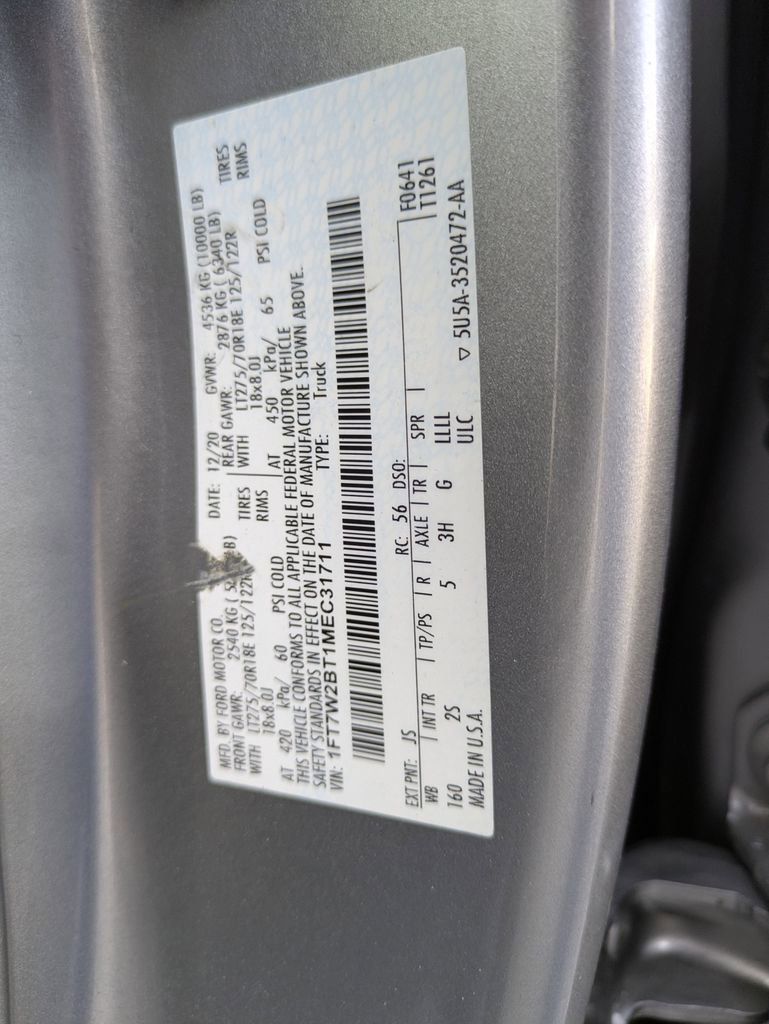 MFD. BY FORD MOTOR CO. DATE: 12/20 GVWR: 4536 KG (10000 LB)
FRONT GAWR: 2540 KG ( LB) REAR GAWR: 2876 KG ( 6340 LB)
WITH LT275/70R18E 125/122R TIRES WITH LT275/70R18E 125/122R TIRES
18x8.0J RIMS 18x8.0J RIMS
AT 420 kPa/ 60 PSI COLD AT 450 kPa/ 65 PSI COLD
THIS VEHICLE CONFORMS TO ALL APPLICABLE FEDERAL MOTOR VEHICLE
SAFETY STANDARDS IN EFFECT ON THE DATE OF MANUFACTURE SHOWN ABOVE.
VIN: 1FT7W2BT1MEC31711 TYPE: Truck
EXT PNT: JS RC: 56 DSO: F0641
WB INT TR TP/PS R AXLE TR SPR T1261
160 2S 5 3H G LLLL
MADE IN U.S.A. ULC ▽ 5U5A-3520472-AA